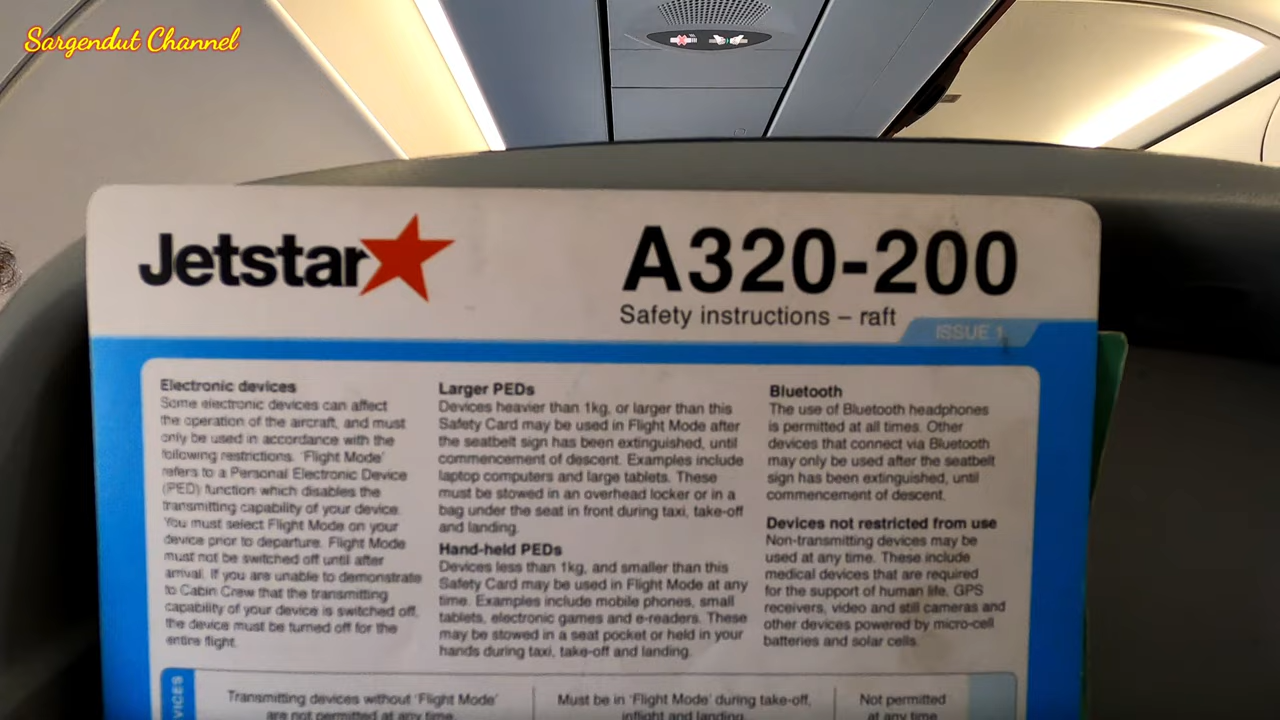 Sargendut Channel
Jetstar
A320-200
Safety instructions – raft
ISSUE 1
Electronic devices
Some electronic devices can affect
the operation of the aircraft, and must
only be used in accordance with the
following restrictions. 'Flight Mode'
refers to a Personal Electronic Device
(PED) function which disables the
transmitting capability of your device.
You must select Flight Mode on your
device prior to departure. Flight Mode
must not be switched off until after
arrival. If you are unable to demonstrate
to Cabin Crew that the transmitting
capability of your device is switched off,
the device must be turned off for the
entire flight.
Larger PEDs
Devices heavier than 1kg, or larger than this
Safety Card may be used in Flight Mode after
the seatbelt sign has been extinguished, until
commencement of descent. Examples include
laptop computers and large tablets. These
must be stowed in an overhead locker or in a
bag under the seat in front during taxi, take-off
and landing.
Hand-held PEDs
Devices less than 1kg, and smaller than this
Safety Card may be used in Flight Mode at any
time. Examples include mobile phones, small
tablets, electronic games and e-readers. These
may be stowed in a seat pocket or held in your
hands during taxi, take-off and landing.
Bluetooth
The use of Bluetooth headphones
is permitted at all times. Other
devices that connect via Bluetooth
may only be used after the seatbelt
sign has been extinguished, until
commencement of descent.
Devices not restricted from use
Non-transmitting devices may be
used at any time. These include
medical devices that are required
for the support of human life, GPS
receivers, video and still cameras and
other devices powered by micro-cell
batteries and solar cells.
Transmitting devices without 'Flight Mode'
are not permitted at any time.
Must be in 'Flight Mode' during take-off,
inflight and landing.
Not permitted
at any time